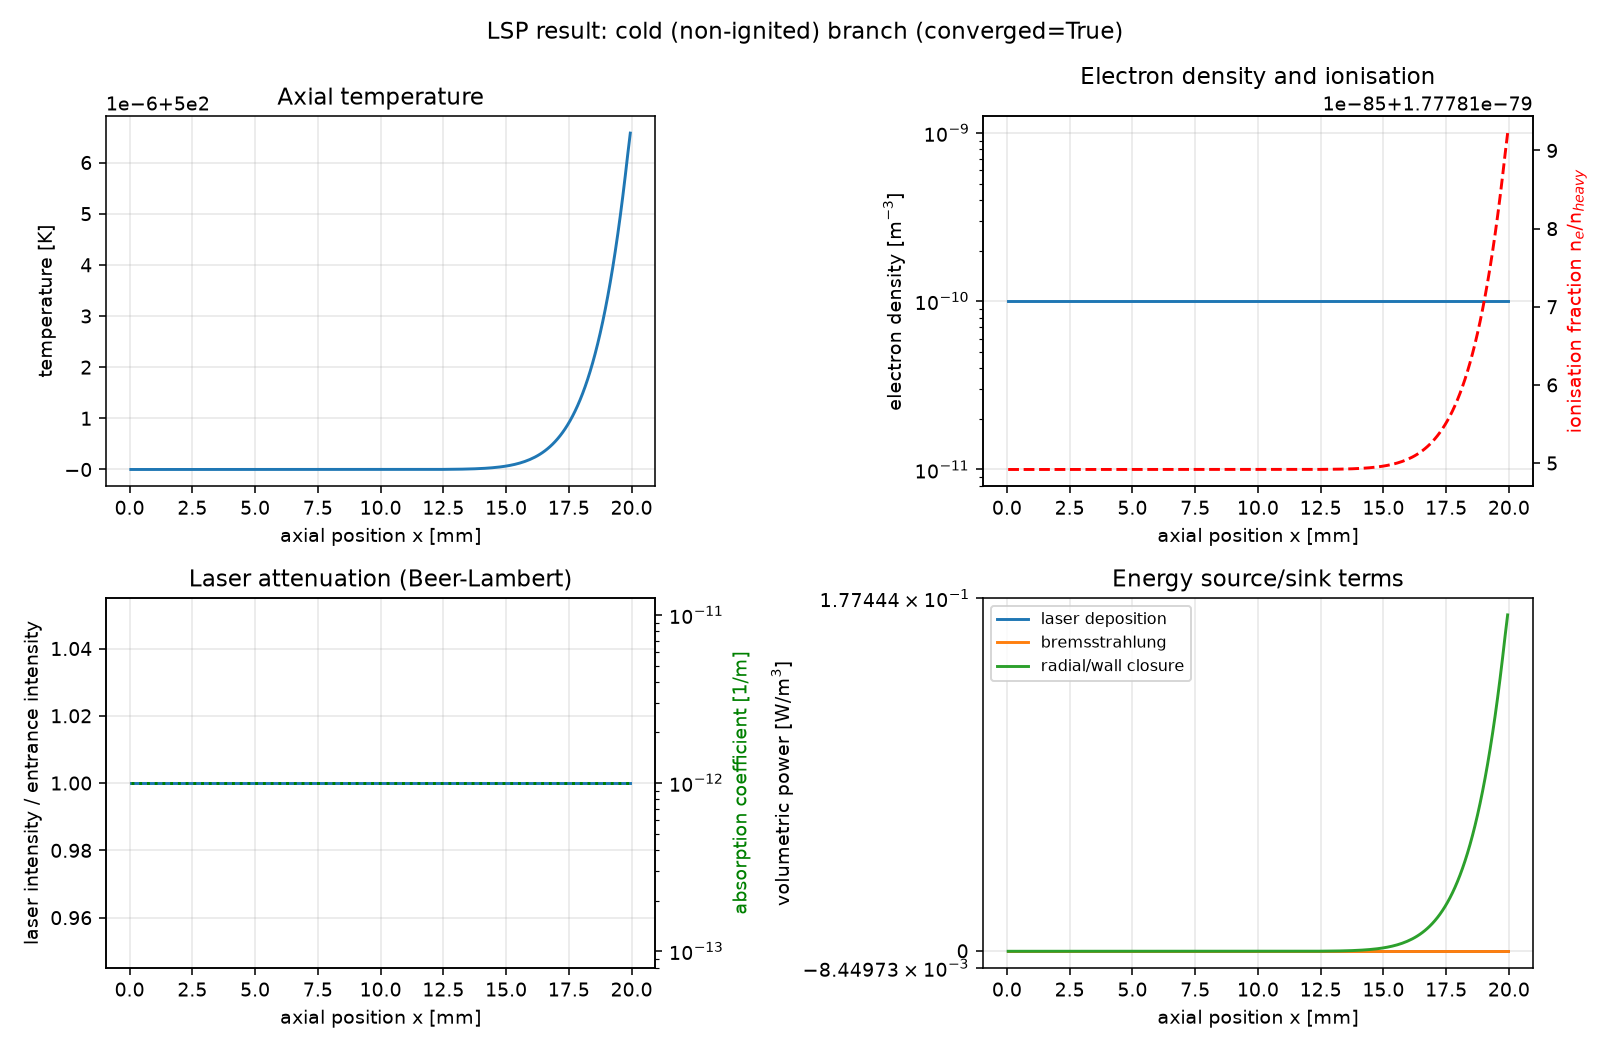 LSP result: cold (non-ignited) branch (converged=True)
Axial temperature
1e−6+5e2
temperature [K]
6
5
4
3
2
1
−0
0.0 2.5 5.0 7.5 10.0 12.5 15.0 17.5 20.0
axial position x [mm]
Electron density and ionisation
1e−85+1.77781e−79
electron density [m⁻³]
10⁻⁹
10⁻¹⁰
10⁻¹¹
9
8
7
6
5
ionisation fraction nₑ/n_heavy
0.0 2.5 5.0 7.5 10.0 12.5 15.0 17.5 20.0
axial position x [mm]
Laser attenuation (Beer-Lambert)
laser intensity / entrance intensity
1.04
1.02
1.00
0.98
0.96
10⁻¹¹
10⁻¹²
10⁻¹³
absorption coefficient [1/m]
0.0 2.5 5.0 7.5 10.0 12.5 15.0 17.5 20.0
axial position x [mm]
Energy source/sink terms
volumetric power [W/m³]
1.77444 × 10⁻¹
0
−8.44973 × 10⁻³
laser deposition
bremsstrahlung
radial/wall closure
0.0 2.5 5.0 7.5 10.0 12.5 15.0 17.5 20.0
axial position x [mm]